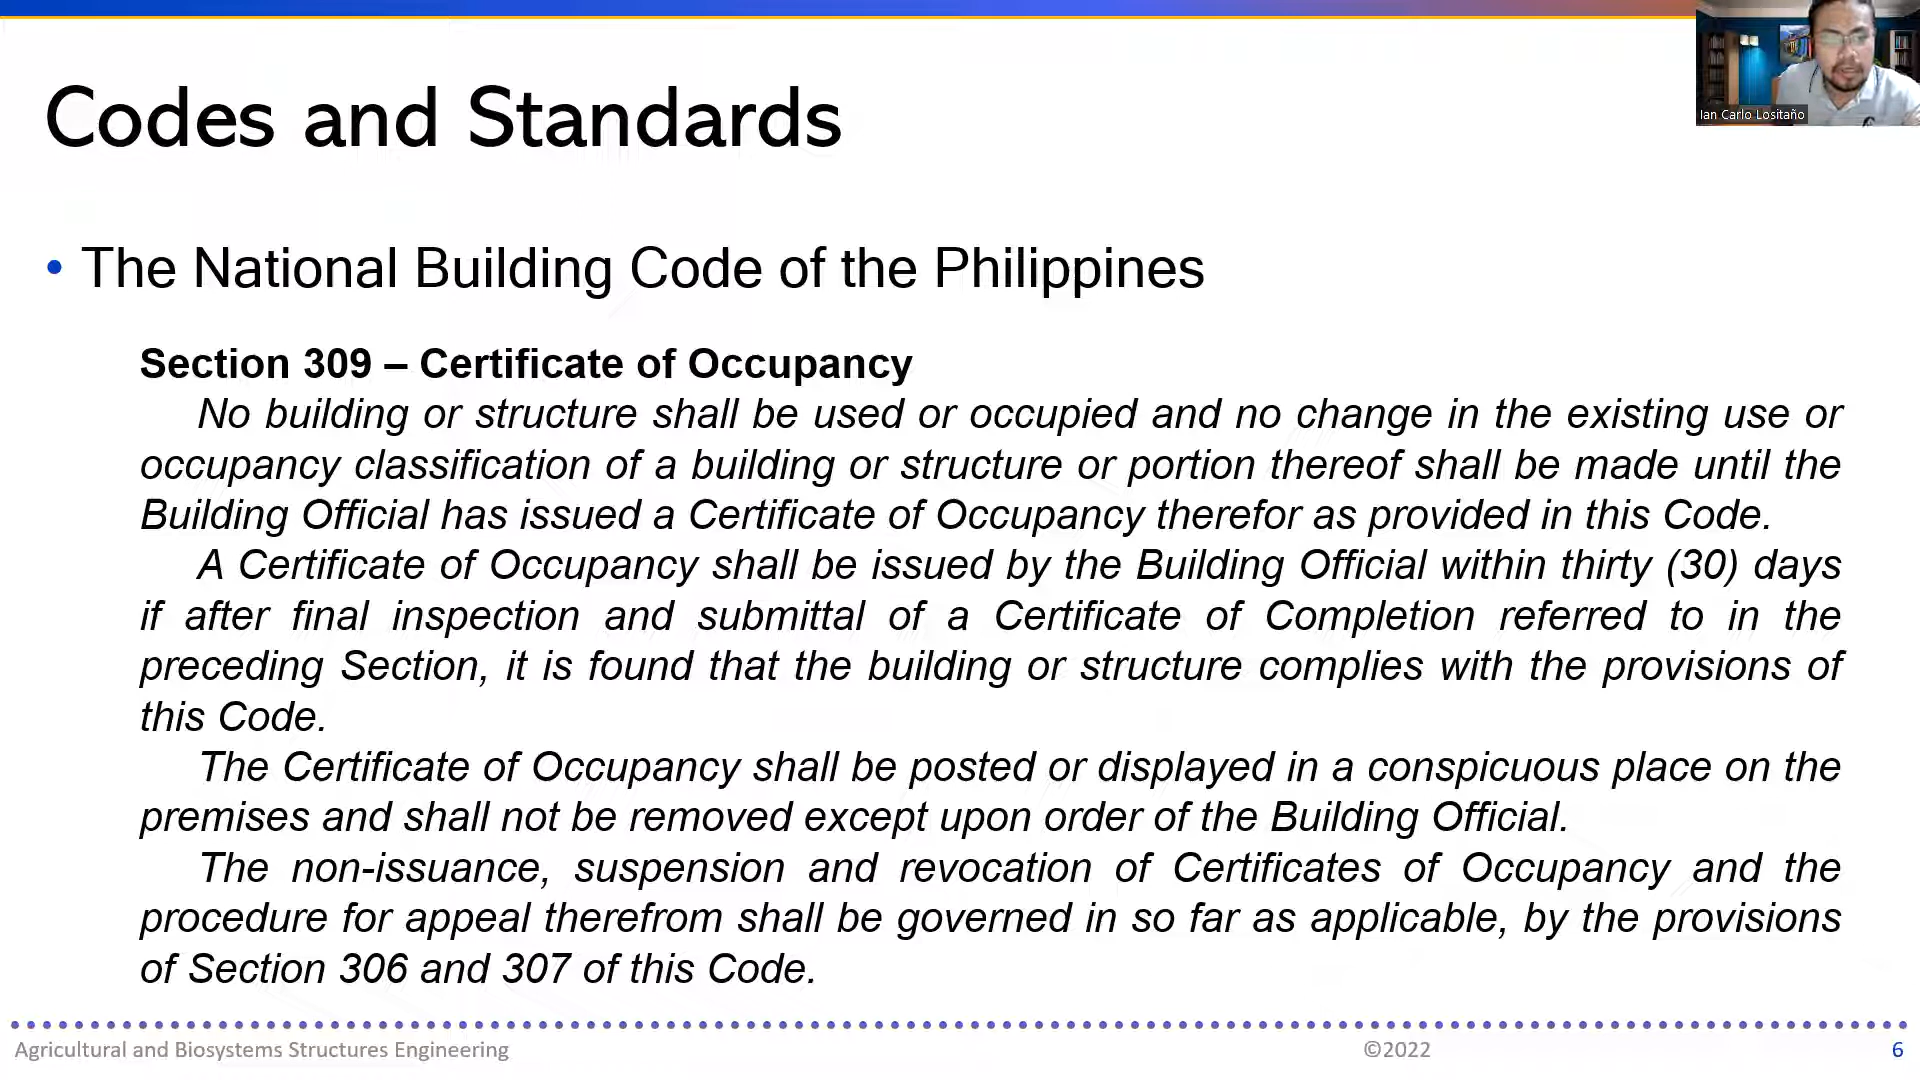 Codes and Standards
Ian Carlo Lositaño
• The National Building Code of the Philippines
Section 309 – Certificate of Occupancy
No building or structure shall be used or occupied and no change in the existing use or
occupancy classification of a building or structure or portion thereof shall be made until the
Building Official has issued a Certificate of Occupancy therefor as provided in this Code.
A Certificate of Occupancy shall be issued by the Building Official within thirty (30) days
if after final inspection and submittal of a Certificate of Completion referred to in the
preceding Section, it is found that the building or structure complies with the provisions of
this Code.
The Certificate of Occupancy shall be posted or displayed in a conspicuous place on the
premises and shall not be removed except upon order of the Building Official.
The non-issuance, suspension and revocation of Certificates of Occupancy and the
procedure for appeal therefrom shall be governed in so far as applicable, by the provisions
of Section 306 and 307 of this Code.
Agricultural and Biosystems Structures Engineering
©2022
6